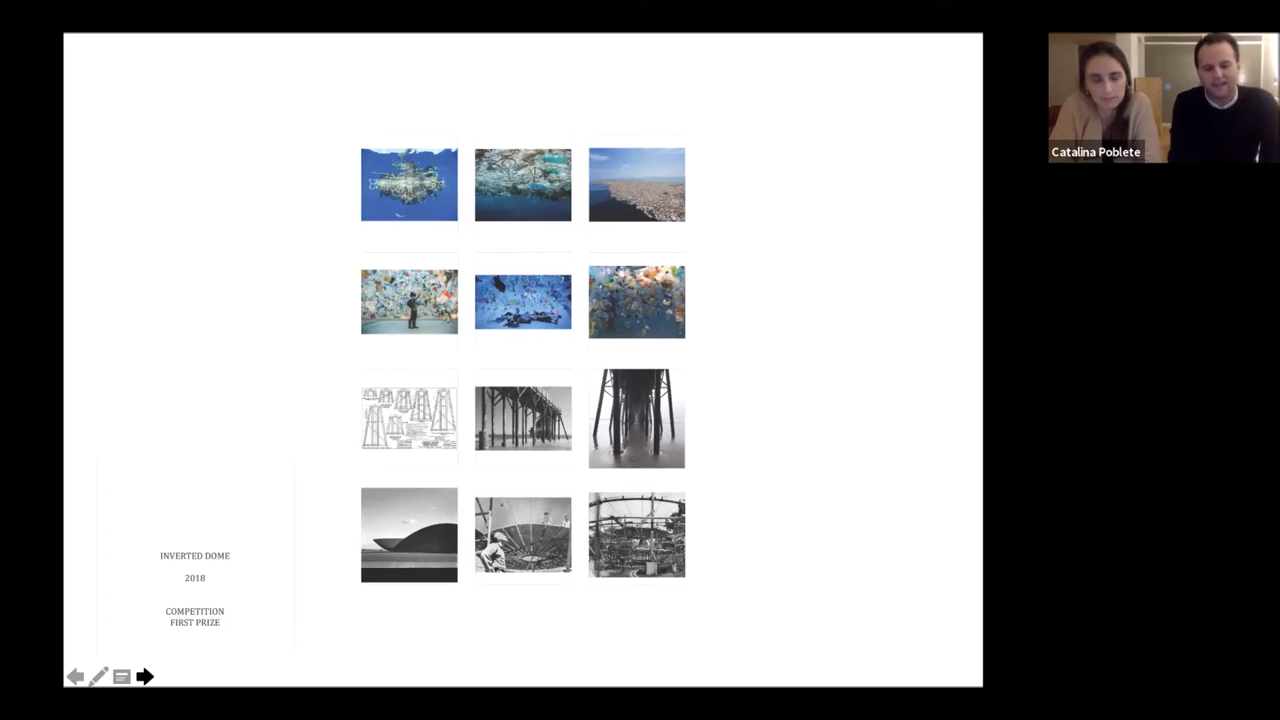 Catalina Poblete
INVERTED DOME
2018
COMPETITION
FIRST PRIZE